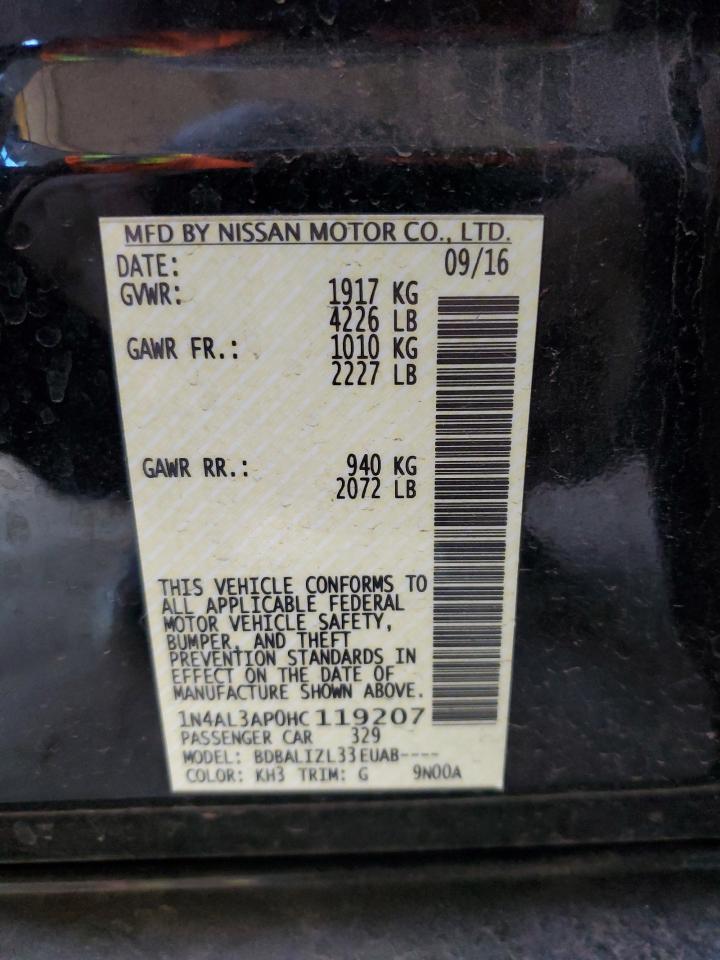 MFD BY NISSAN MOTOR CO., LTD.
DATE: 09/16
GVWR: 1917 KG
4226 LB
GAWR FR.: 1010 KG
2227 LB
GAWR RR.: 940 KG
2072 LB
THIS VEHICLE CONFORMS TO
ALL APPLICABLE FEDERAL
MOTOR VEHICLE SAFETY,
BUMPER, AND THEFT
PREVENTION STANDARDS IN
EFFECT ON THE DATE OF
MANUFACTURE SHOWN ABOVE.
1N4AL3AP0HC119207
PASSENGER CAR 329
MODEL: BDBALIZL33EUAB----
COLOR: KH3 TRIM: G 9N00A